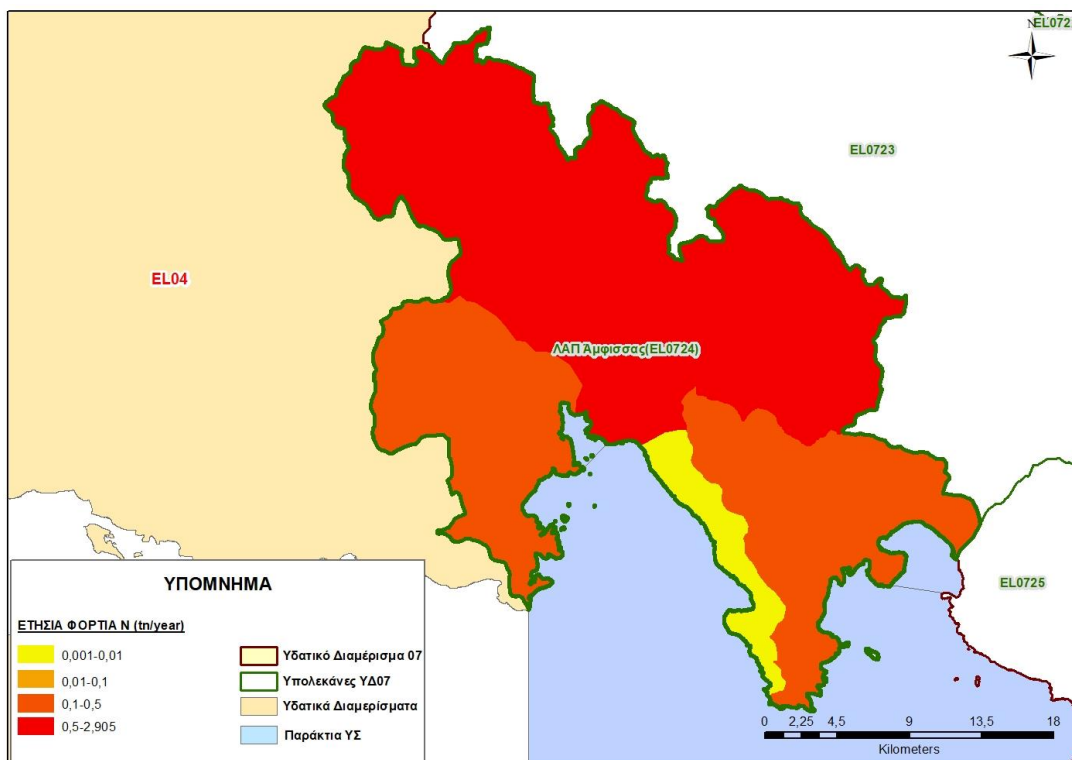 EL072
N
EL0723
EL04
ΛΑΠ Άμφισσας(EL0724)
EL0725
ΥΠΟΜΝΗΜΑ
ΕΤΗΣΙΑ ΦΟΡΤΙΑ Ν (tn/year)
0,001-0,01
0,01-0,1
0,1-0,5
0,5-2,905
Υδατικό Διαμέρισμα 07
Υπολεκάνες ΥΔ07
Υδατικά Διαμερίσματα
Παράκτια ΥΣ
0 2,25 4,5 9 13,5 18
Kilometers